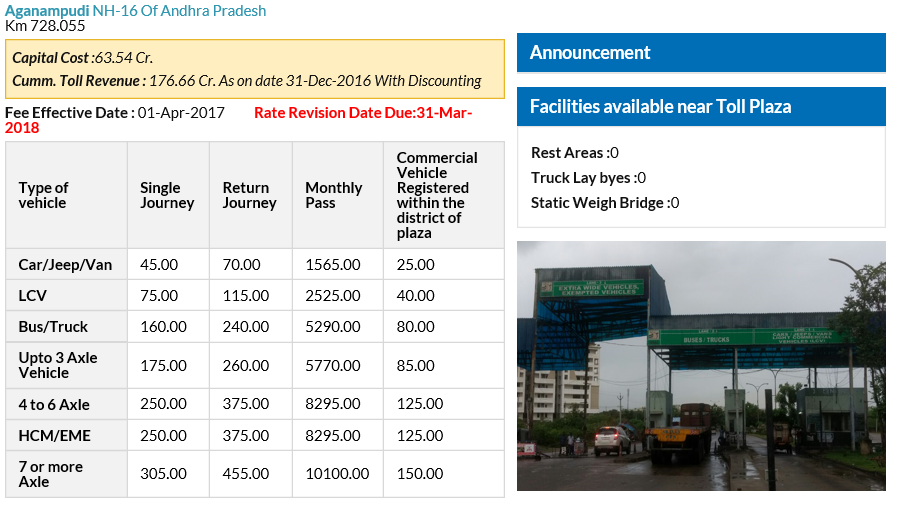 Aganampudi NH-16 Of Andhra Pradesh
Km 728.055
Capital Cost :63.54 Cr.
Cumm. Toll Revenue : 176.66 Cr. As on date 31-Dec-2016 With Discounting
Fee Effective Date : 01-Apr-2017 Rate Revision Date Due:31-Mar-
2018
Type of vehicle Single Journey Return Journey Monthly Pass Commercial Vehicle Registered within the district of plaza
Car/Jeep/Van 45.00 70.00 1565.00 25.00
LCV 75.00 115.00 2525.00 40.00
Bus/Truck 160.00 240.00 5290.00 80.00
Upto 3 Axle Vehicle 175.00 260.00 5770.00 85.00
4 to 6 Axle 250.00 375.00 8295.00 125.00
HCM/EME 250.00 375.00 8295.00 125.00
7 or more Axle 305.00 455.00 10100.00 150.00
Announcement
Facilities available near Toll Plaza
Rest Areas :0
Truck Lay byes :0
Static Weigh Bridge :0
EXTRA WIDE VEHICLES,
EXEMPTED VEHICLES
BUSES / TRUCKS
CARS / JEEPS / VANS
LIGHT COMMERCIAL
VEHICLES (LCV)